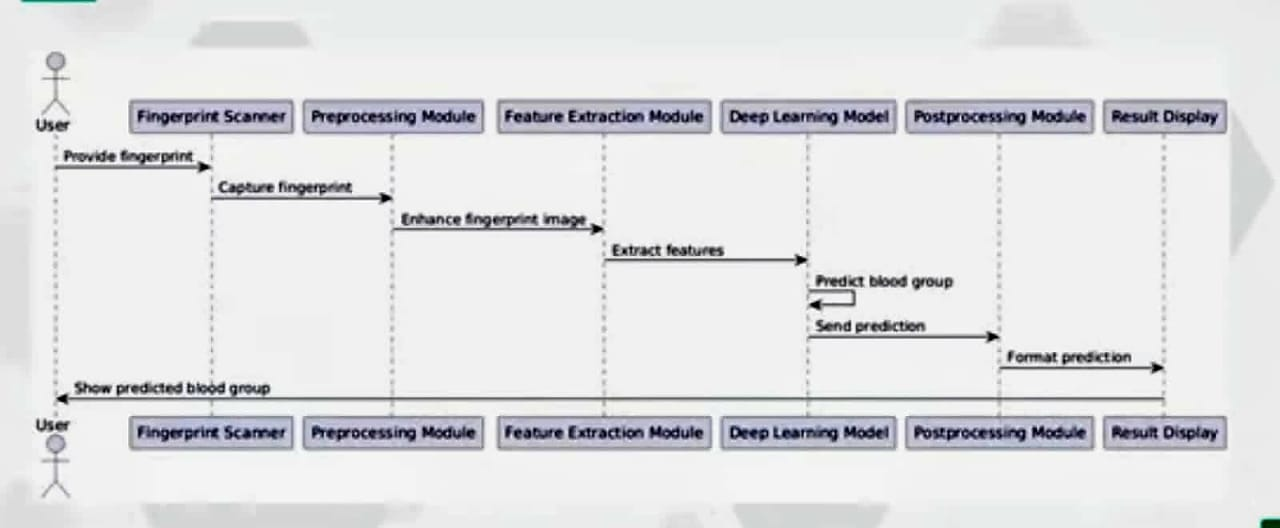 User
Fingerprint Scanner
Preprocessing Module
Feature Extraction Module
Deep Learning Model
Postprocessing Module
Result Display
Provide fingerprint
Capture fingerprint
Enhance fingerprint image
Extract features
Predict blood group
Send prediction
Format prediction
Show predicted blood group
User
Fingerprint Scanner
Preprocessing Module
Feature Extraction Module
Deep Learning Model
Postprocessing Module
Result Display